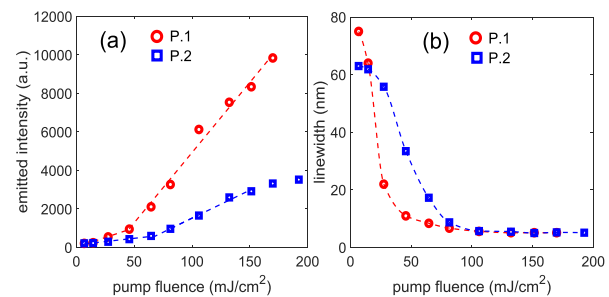 (a)
P.1
P.2
emitted intensity (a.u.)
12000
10000
8000
6000
4000
2000
0
0 50 100 150 200
pump fluence (mJ/cm²)
(b)
P.1
P.2
linewidth (nm)
80
60
40
20
0
0 50 100 150 200
pump fluence (mJ/cm²)